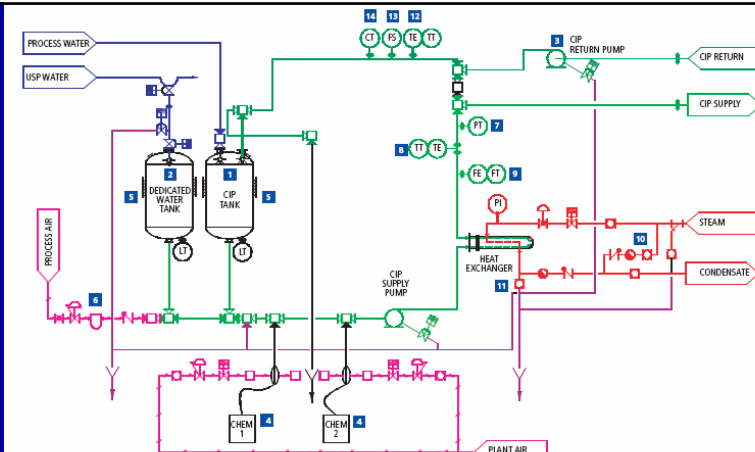 14
13
12
CT
FS
TE
TT
3
CIP
RETURN PUMP
PROCESS WATER
USP WATER
CIP RETURN
CIP SUPPLY
PT
7
8
TT
TE
FE
FT
9
2
DEDICATED
WATER
TANK
1
CIP
TANK
5
5
LT
LT
PI
STEAM
10
HEAT
EXCHANGER
CONDENSATE
11
PROCESS AIR
6
CIP
SUPPLY
PUMP
CHEM
1
4
CHEM
2
4
PLANT AIR